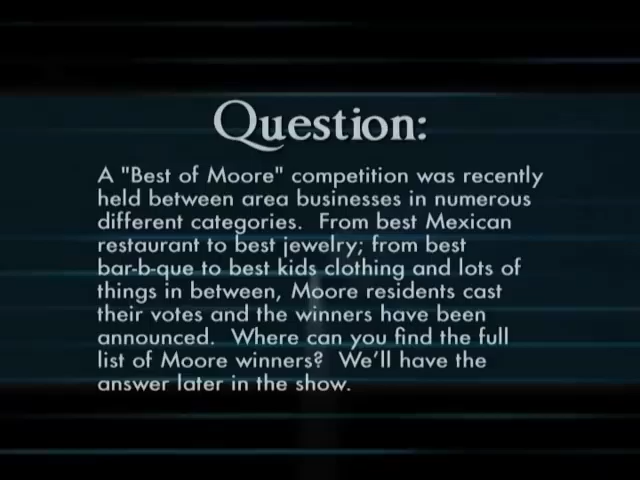 Question:
A "Best of Moore" competition was recently
held between area businesses in numerous
different categories.  From best Mexican
restaurant to best jewelry; from best
bar-b-que to best kids clothing and lots of
things in between, Moore residents cast
their votes and the winners have been
announced.  Where can you find the full
list of Moore winners?  We'll have the
answer later in the show.